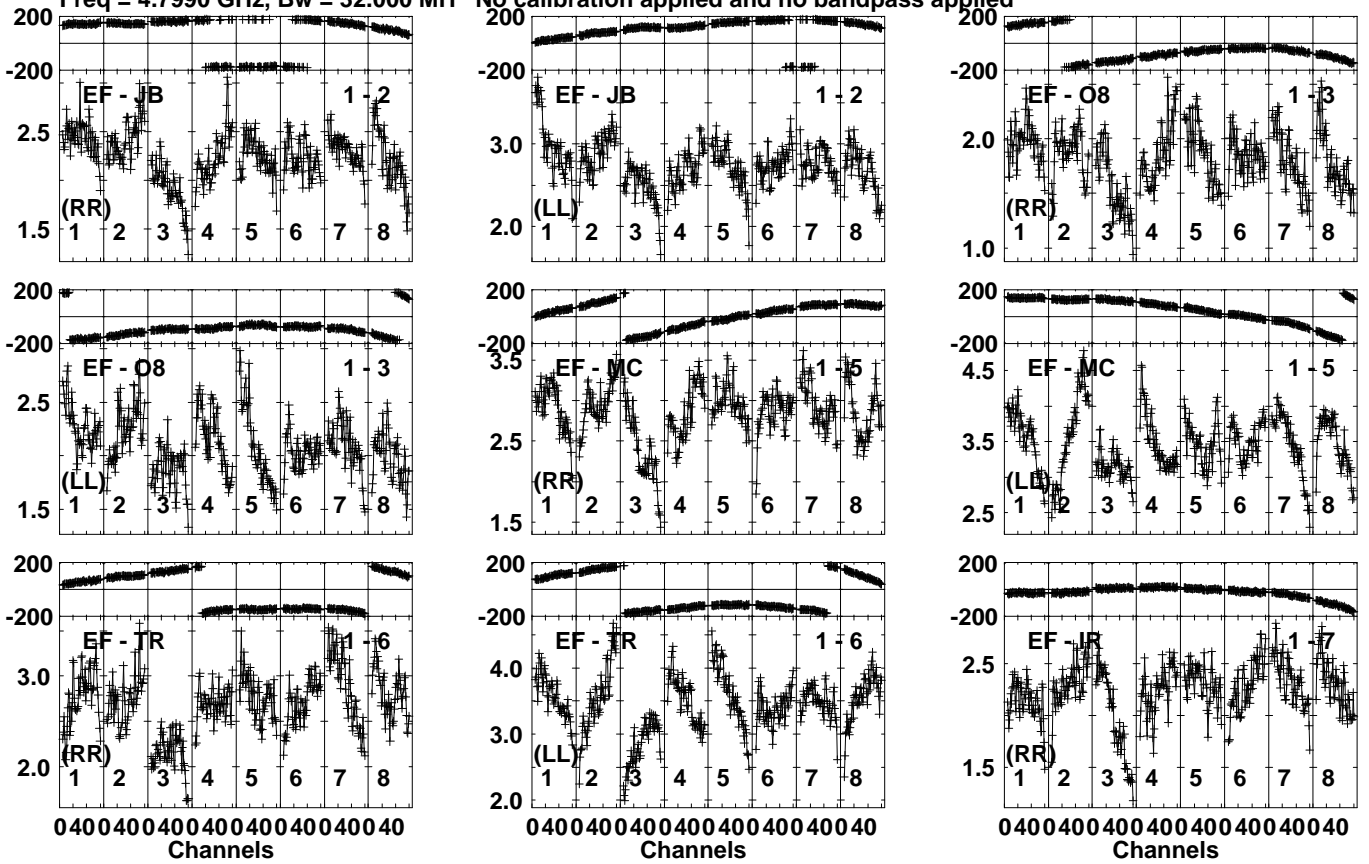 Freq = 4.7990 GHz, Bw = 32.000 MH No calibration applied and no bandpass applied
200 200 200
-200 -200 -200
EF - JB 1 - 2 EF - JB 1 - 2 EF - O8 1 - 3
2.5 3.0 2.0
(RR) (LL) (RR)
1.5 2.0 1.0
1 2 3 4 5 6 7 8 1 2 3 4 5 6 7 8 1 2 3 4 5 6 7 8
200 200 200
-200 -200 -200
EF - O8 1 - 3 EF - MC 1 - 5 EF - MC 1 - 5
2.5 3.5 4.5
2.5 3.5
(LL) (RR) (LL)
1.5 1.5 2.5
1 2 3 4 5 6 7 8 1 2 3 4 5 6 7 8 1 2 3 4 5 6 7 8
200 200 200
-200 -200 -200
EF - TR 1 - 6 EF - TR 1 - 6 EF - IR 1 - 7
3.0 4.0 2.5
(RR) 3.0 (LL) (RR)
2.0 2.0 1.5
1 2 3 4 5 6 7 8 1 2 3 4 5 6 7 8 1 2 3 4 5 6 7 8
0 40 0 40 0 40 0 40 0 40 0 40 0 40 0 40 0 40 0 40 0 40 0 40 0 40 0 40 0 40 0 40 0 40 0 40 0 40 0 40 0 40 0 40 0 40 0 40
Channels Channels Channels